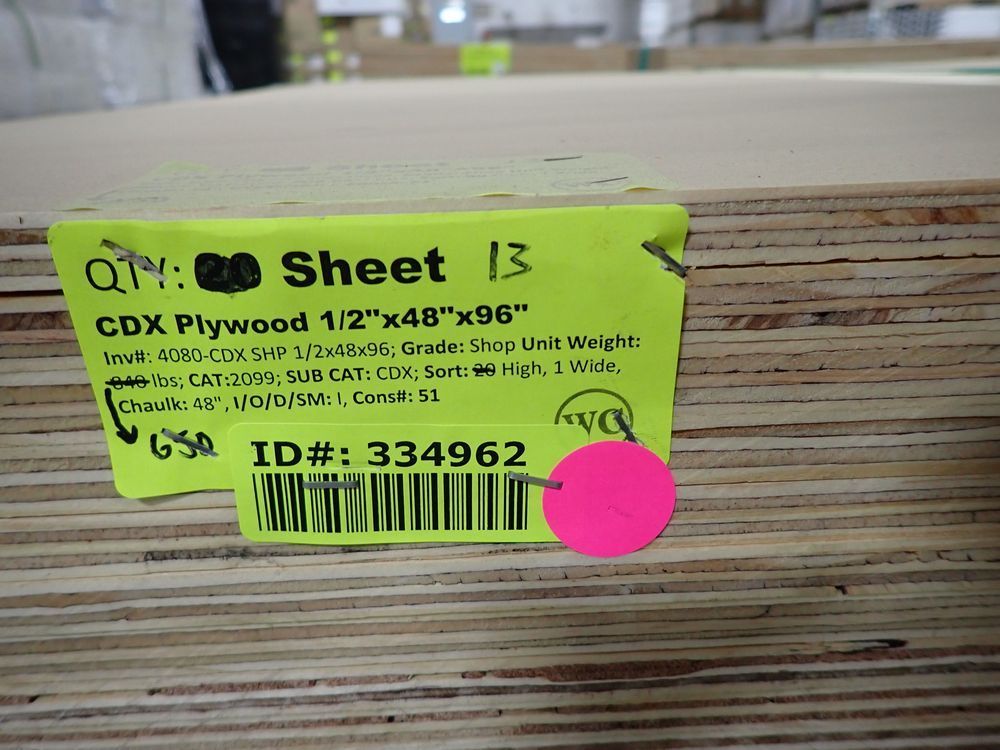 QTY: 20 Sheet 13
CDX Plywood 1/2"x48"x96"
Inv#: 4080-CDX SHP 1/2x48x96; Grade: Shop Unit Weight:
840 lbs; CAT:2099; SUB CAT: CDX; Sort: 20 High, 1 Wide,
Chaulk: 48", I/O/D/SM: I, Cons#: 51
650
WC
ID#: 334962